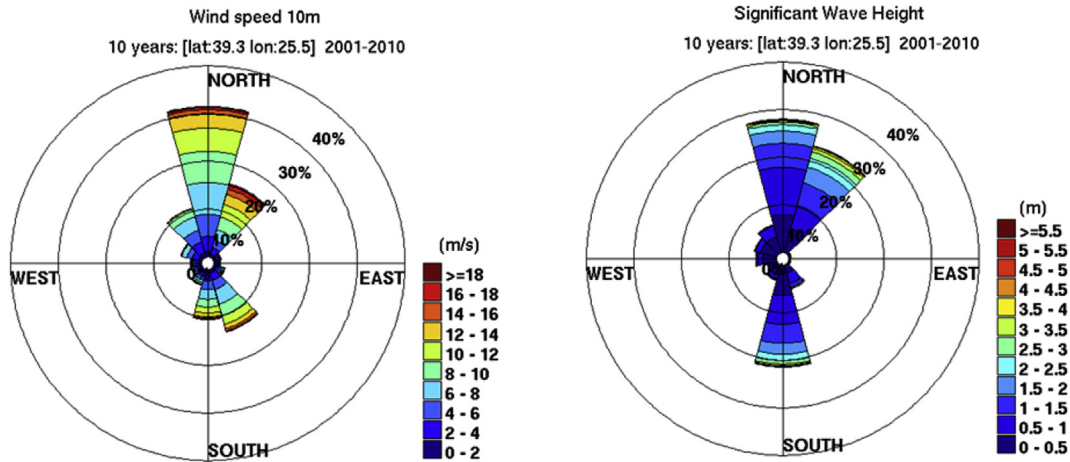 Wind speed 10m
10 years: [lat:39.3 lon:25.5] 2001-2010
NORTH
40%
30%
20%
10%
0%
WEST
EAST
SOUTH
(m/s)
>=18
16 - 18
14 - 16
12 - 14
10 - 12
8 - 10
6 - 8
4 - 6
2 - 4
0 - 2
Significant Wave Height
10 years: [lat:39.3 lon:25.5] 2001-2010
NORTH
40%
30%
20%
10%
0%
WEST
EAST
SOUTH
(m)
>=5.5
5 - 5.5
4.5 - 5
4 - 4.5
3.5 - 4
3 - 3.5
2.5 - 3
2 - 2.5
1.5 - 2
1 - 1.5
0.5 - 1
0 - 0.5